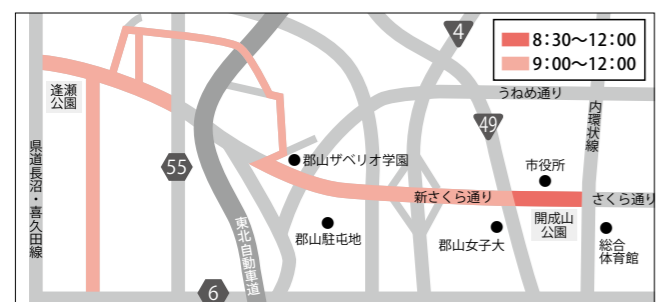 8：30〜12：00
9：00〜12：00
4
うねめ通り
逢瀬
公園
49
内環状線
県道長沼・喜久田線
55
郡山ザベリオ学園
市役所
新さくら通り
さくら通り
東北自動車道
郡山駐屯地
郡山女子大
開成山
公園
総合
体育館
6